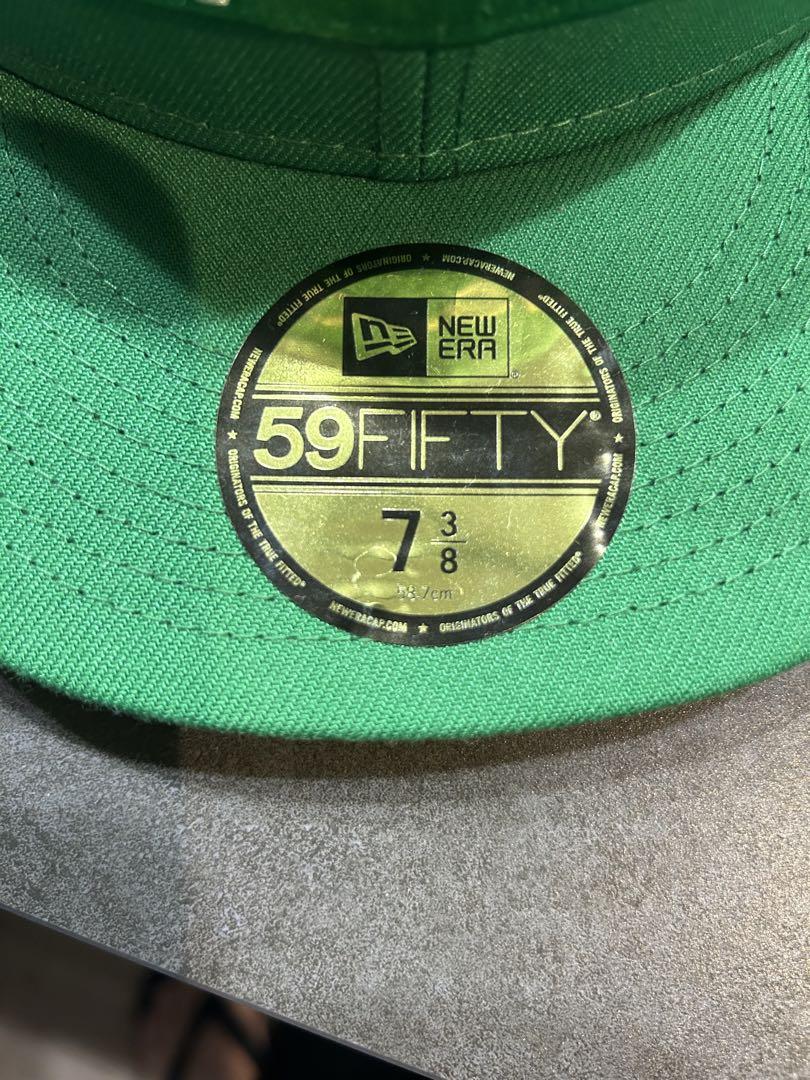 NEW
ERA
®
59FIFTY®
7 3/8
58.7cm
NEWERACAP.COM ★ ORIGINATORS OF THE TRUE FITTED® NEWERACAP.COM ★ ORIGINATORS OF THE TRUE FITTED® NEWERACAP.COM ★ ORIGINATORS OF THE TRUE FITTED® NEWERACAP.COM ★ ORIGINATORS OF THE TRUE FITTED®